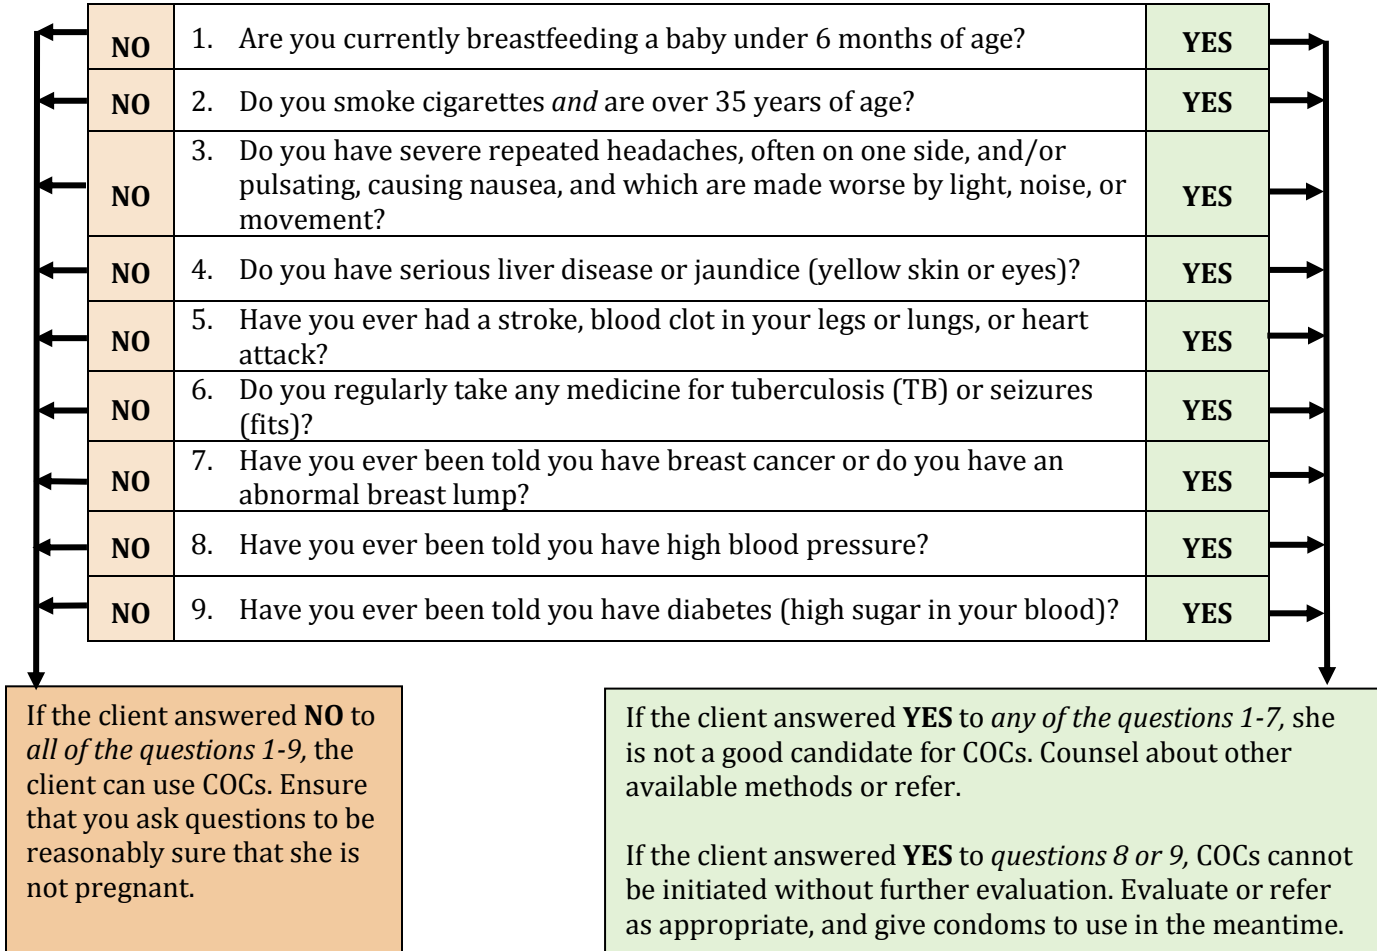 NO 1. Are you currently breastfeeding a baby under 6 months of age? YES
NO 2. Do you smoke cigarettes and are over 35 years of age? YES
3. Do you have severe repeated headaches, often on one side, and/or
NO pulsating, causing nausea, and which are made worse by light, noise, or YES
movement?
NO 4. Do you have serious liver disease or jaundice (yellow skin or eyes)? YES
5. Have you ever had a stroke, blood clot in your legs or lungs, or heart
NO attack? YES
6. Do you regularly take any medicine for tuberculosis (TB) or seizures
NO (fits)? YES
7. Have you ever been told you have breast cancer or do you have an
NO abnormal breast lump? YES
NO 8. Have you ever been told you have high blood pressure? YES
NO 9. Have you ever been told you have diabetes (high sugar in your blood)? YES
If the client answered NO to
all of the questions 1-9, the
client can use COCs. Ensure
that you ask questions to be
reasonably sure that she is
not pregnant.
If the client answered YES to any of the questions 1-7, she
is not a good candidate for COCs. Counsel about other
available methods or refer.
If the client answered YES to questions 8 or 9, COCs cannot
be initiated without further evaluation. Evaluate or refer
as appropriate, and give condoms to use in the meantime.